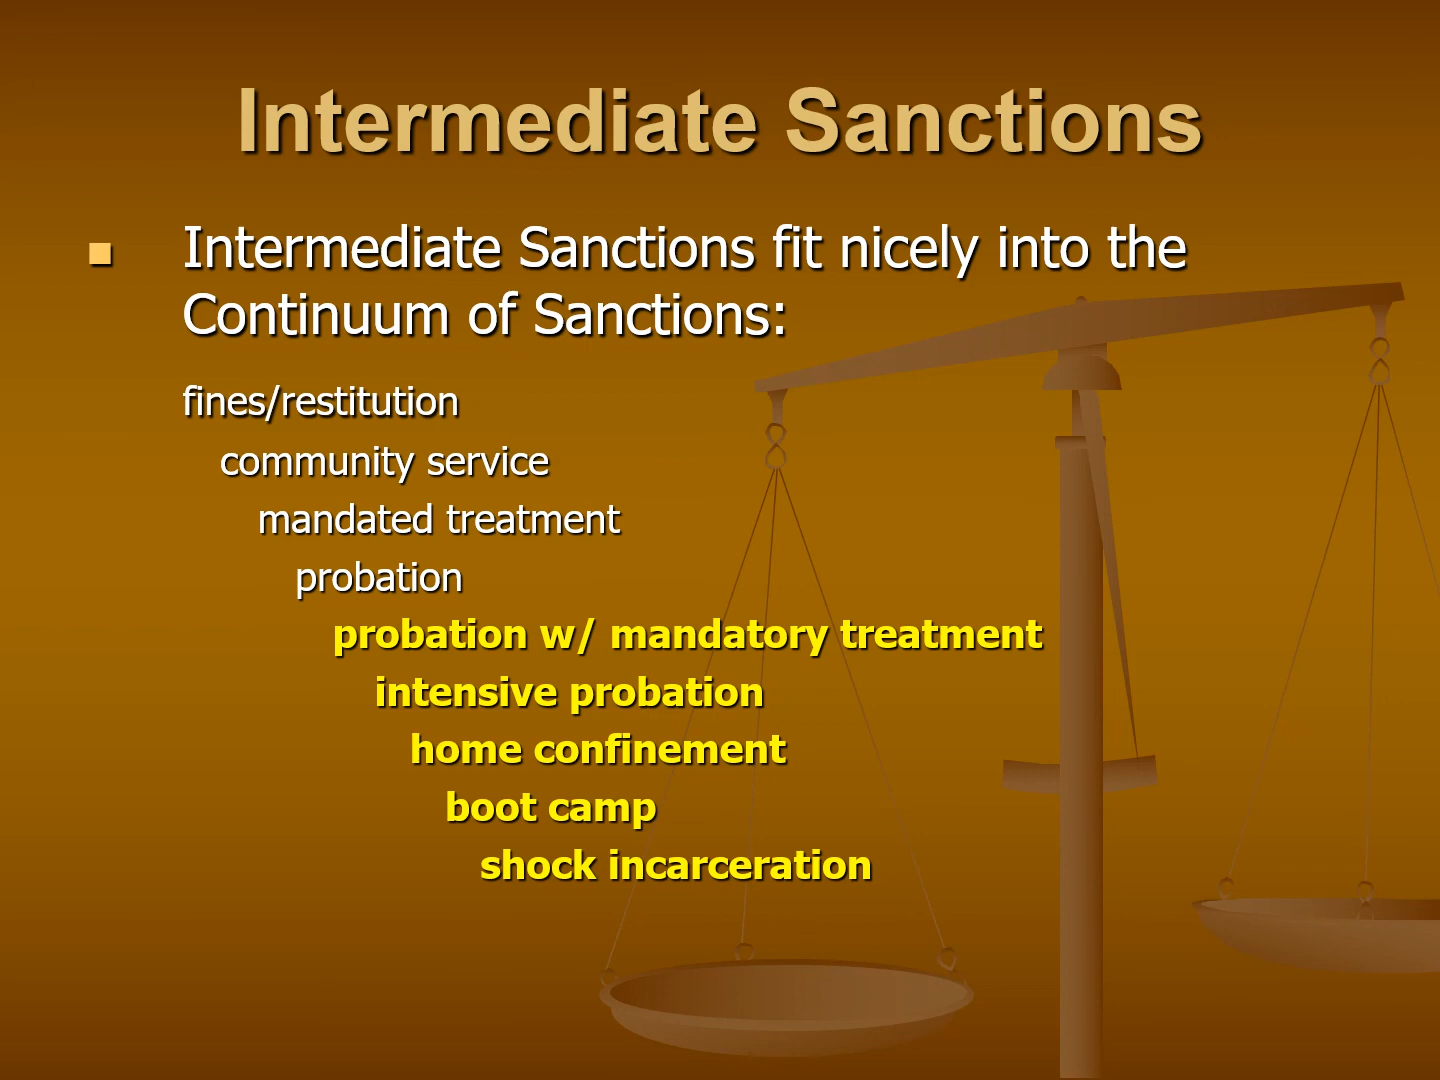 Intermediate Sanctions
Intermediate Sanctions fit nicely into the
Continuum of Sanctions:
fines/restitution
community service
mandated treatment
probation
probation w/ mandatory treatment
intensive probation
home confinement
boot camp
shock incarceration